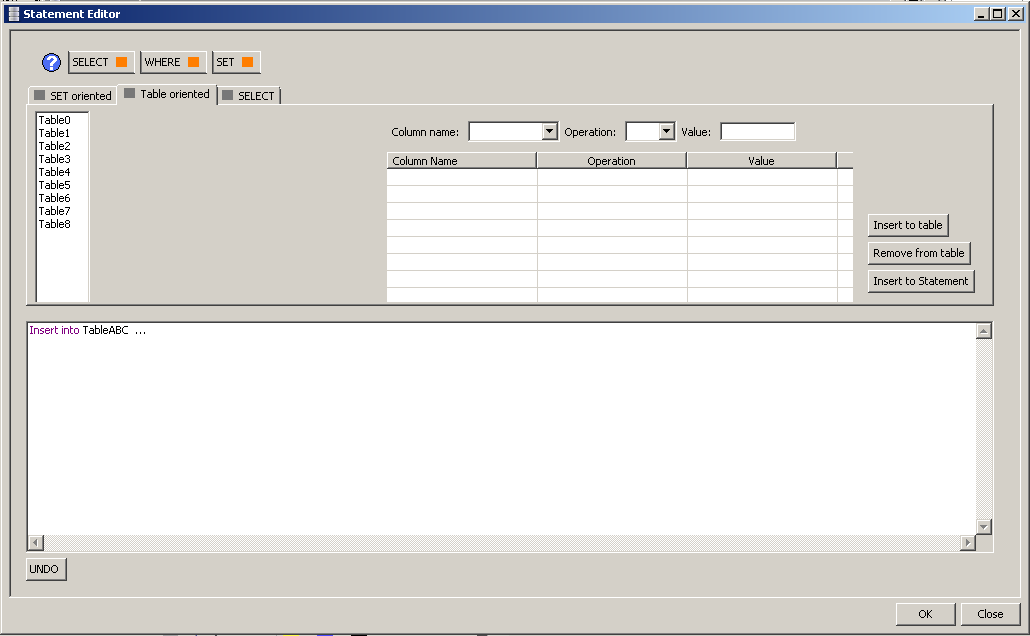 Statement Editor
? SELECT WHERE SET
SET oriented Table oriented SELECT
Table0
Table1
Table2
Table3
Table4
Table5
Table6
Table7
Table8
Column name: Operation: Value:
Column Name Operation Value
Insert to table
Remove from table
Insert to Statement
Insert into TableABC ...
UNDO
OK Close